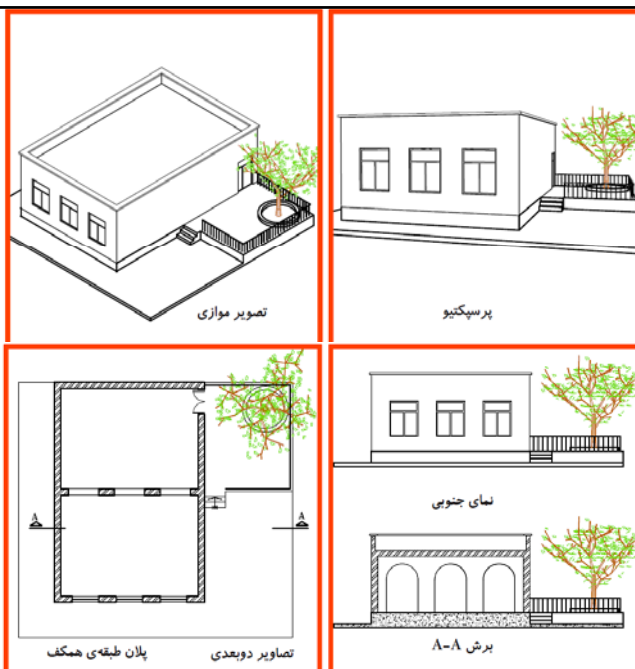 تصویر موازی
پرسپکتیو
A
A
پلان طبقه‌ی همکف
تصاویر دوبعدی
نمای جنوبی
برش A-A